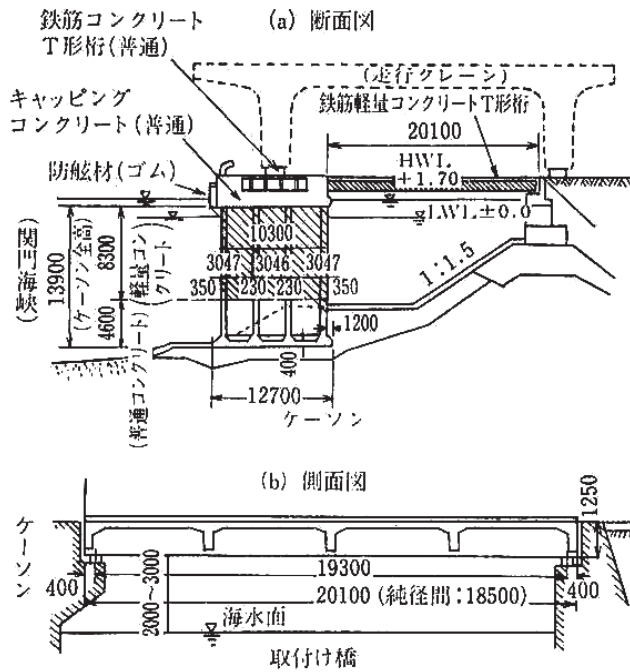 (a) 断面図
鉄筋コンクリート
T形桁(普通)
(走行クレーン)
キャッピング
コンクリート(普通)
鉄筋軽量コンクリートT形桁
20100
防舷材(ゴム)
HWL
+1.70
LWL±0.0
(関門海峡)
13900
(ケーソン全高)
8300
(軽量コンクリート)
4600
(普通コンクリート)
10300
3047 3046 3047
350 230 230 350
1:1.5
1200
400
12700
ケーソン
(b) 側面図
ケーソン
1250
400
2000~3000
19300
400
20100 (純径間:18500)
海水面
取付け橋